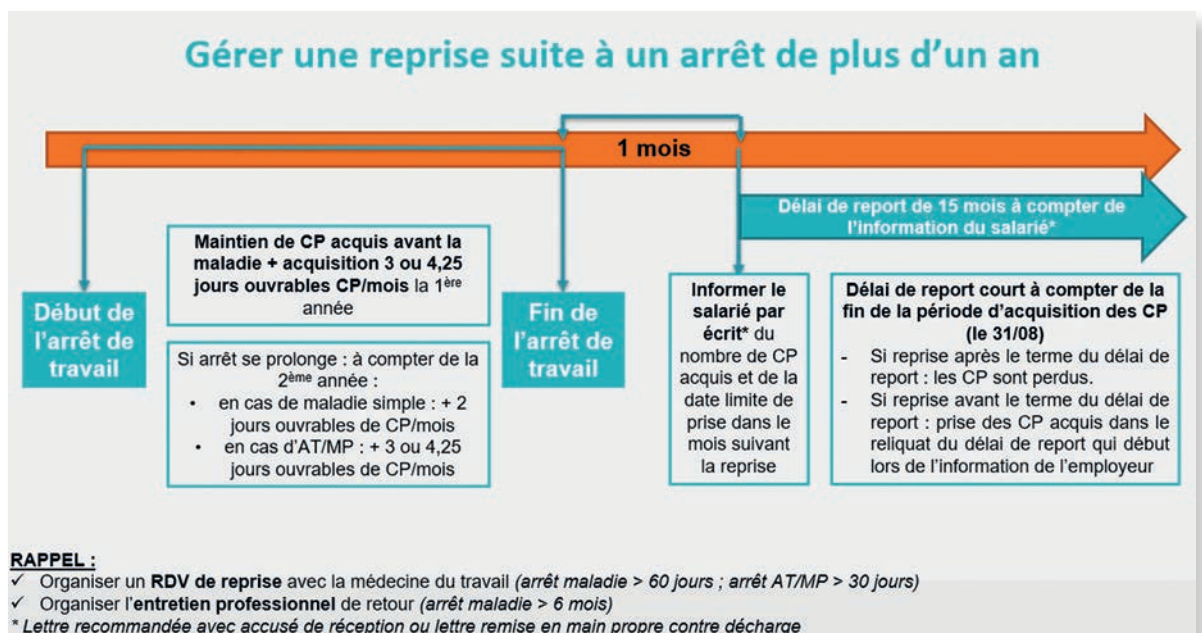 Gérer une reprise suite à un arrêt de plus d'un an
1 mois
Délai de report de 15 mois à compter de
l'information du salarié*
Début de
l'arrêt de
travail
Maintien de CP acquis avant la
maladie + acquisition 3 ou 4,25
jours ouvrables CP/mois la 1ère
année
Si arrêt se prolonge : à compter de la
2ème année :
• en cas de maladie simple : + 2
jours ouvrables de CP/mois
• en cas d'AT/MP : + 3 ou 4,25
jours ouvrables de CP/mois
Fin de
l'arrêt de
travail
Informer le
salarié par
écrit* du
nombre de CP
acquis et de la
date limite de
prise dans le
mois suivant
la reprise
Délai de report court à compter de la
fin de la période d'acquisition des CP
(le 31/08)
- Si reprise après le terme du délai de
report : les CP sont perdus.
- Si reprise avant le terme du délai de
report : prise des CP acquis dans le
reliquat du délai de report qui début
lors de l'information de l'employeur
RAPPEL :
✓ Organiser un RDV de reprise avec la médecine du travail (arrêt maladie > 60 jours ; arrêt AT/MP > 30 jours)
✓ Organiser l'entretien professionnel de retour (arrêt maladie > 6 mois)
* Lettre recommandée avec accusé de réception ou lettre remise en main propre contre décharge